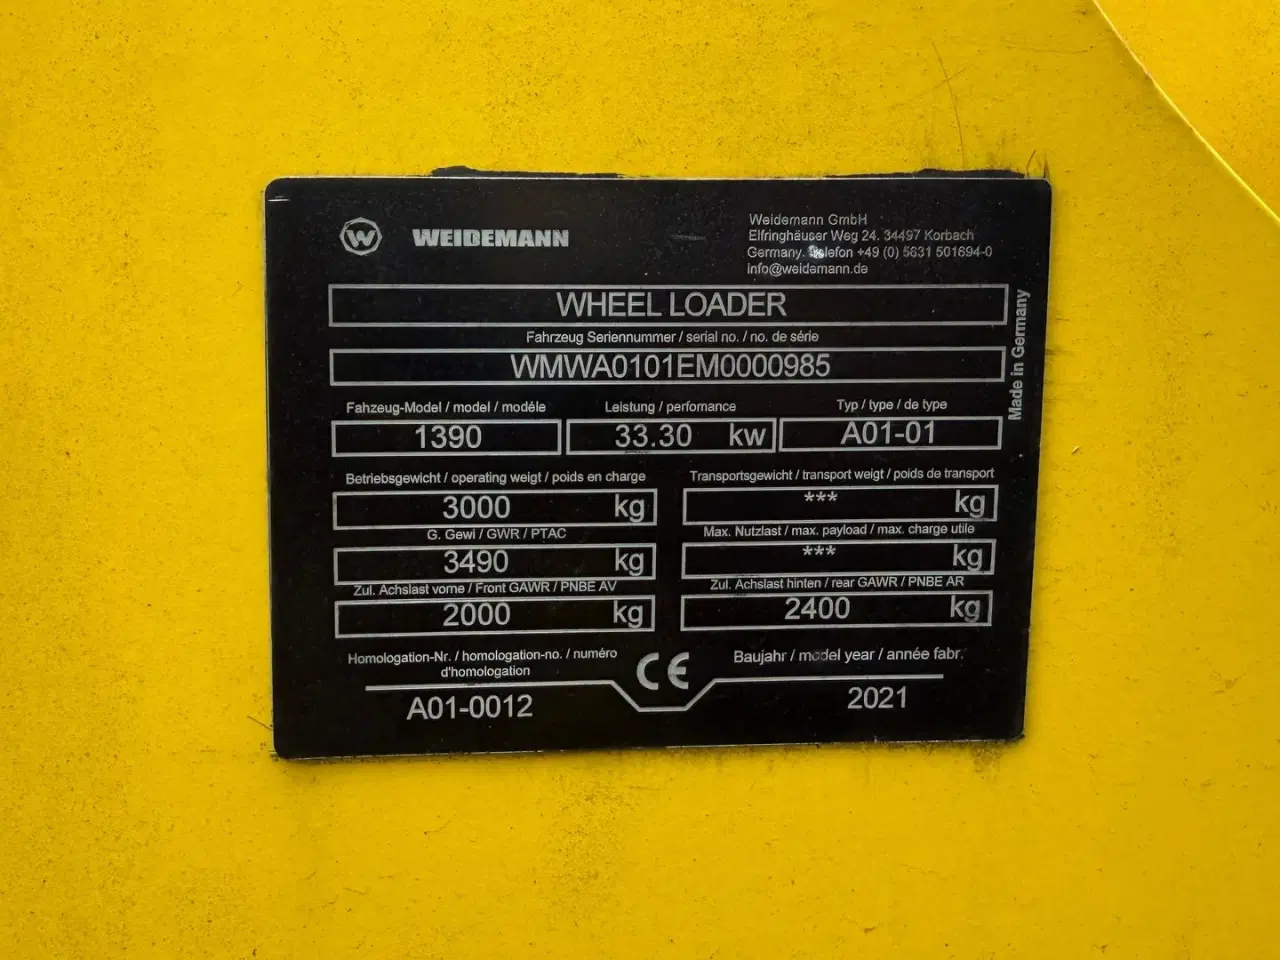 W WEIDEMANN
Weidemann GmbH
Elfringhäuser Weg 24. 34497 Korbach
Germany. Telefon +49 (0) 5631 501694-0
info@weidemann.de
WHEEL LOADER
Fahrzeug Seriennummer / serial no. / no. de série
WMWA0101EM0000985
Made in Germany
Fahzeug-Model / model / modéle
Leistung / perfomance
Typ / type / de type
1390
33.30 kw
A01-01
Betriebsgewicht / operating weigt / poids en charge
Transportsgewicht / transport weigt / poids de transport
3000 kg
*** kg
G. Gewi / GWR / PTAC
Max. Nutzlast / max. payload / max. charge utile
3490 kg
*** kg
Zul. Achslast vorne / Front GAWR / PNBE AV
Zul. Achslast hinten / rear GAWR / PNBE AR
2000 kg
2400 kg
Homologation-Nr. / homologation-no. / numéro
d'homologation
CE
Baujahr / model year / année fabr.
A01-0012
2021